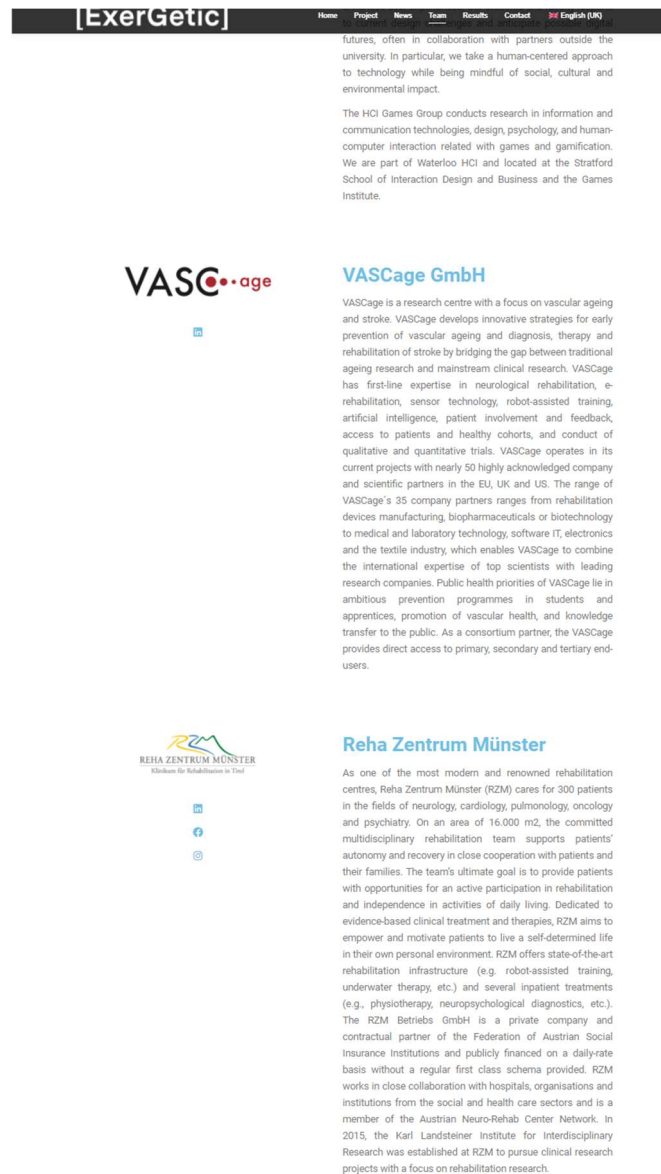 [ExerGetic]
Home Project News Team Results Contact English (UK)
to current design challenges and anticipate possible digital
futures, often in collaboration with partners outside the
university. In particular, we take a human-centered approach
to technology while being mindful of social, cultural and
environmental impact.
The HCI Games Group conducts research in information and
communication technologies, design, psychology, and human-
computer interaction related with games and gamification.
We are part of Waterloo HCI and located at the Stratford
School of Interaction Design and Business and the Games
Institute.
VASCage
VASCage GmbH
VASCage is a research centre with a focus on vascular ageing
and stroke. VASCage develops innovative strategies for early
prevention of vascular ageing and diagnosis, therapy and
rehabilitation of stroke by bridging the gap between traditional
ageing research and mainstream clinical research. VASCage
has first-line expertise in neurological rehabilitation, e-
rehabilitation, sensor technology, robot-assisted training,
artificial intelligence, patient involvement and feedback,
access to patients and healthy cohorts, and conduct of
qualitative and quantitative trials. VASCage operates in its
current projects with nearly 50 highly acknowledged company
and scientific partners in the EU, UK and US. The range of
VASCage´s 35 company partners ranges from rehabilitation
devices manufacturing, biopharmaceuticals or biotechnology
to medical and laboratory technology, software IT, electronics
and the textile industry, which enables VASCage to combine
the international expertise of top scientists with leading
research companies. Public health priorities of VASCage lie in
ambitious prevention programmes in students and
apprentices, promotion of vascular health, and knowledge
transfer to the public. As a consortium partner, the VASCage
provides direct access to primary, secondary and tertiary end-
users.
RZM
REHA ZENTRUM MÜNSTER
Klinikum für Rehabilitation in Tirol
Reha Zentrum Münster
As one of the most modern and renowned rehabilitation
centres, Reha Zentrum Münster (RZM) cares for 300 patients
in the fields of neurology, cardiology, pulmonology, oncology
and psychiatry. On an area of 16.000 m2, the committed
multidisciplinary rehabilitation team supports patients'
autonomy and recovery in close cooperation with patients and
their families. The team's ultimate goal is to provide patients
with opportunities for an active participation in rehabilitation
and independence in activities of daily living. Dedicated to
evidence-based clinical treatment and therapies, RZM aims to
empower and motivate patients to live a self-determined life
in their own personal environment. RZM offers state-of-the-art
rehabilitation infrastructure (e.g. robot-assisted training,
underwater therapy, etc.) and several inpatient treatments
(e.g., physiotherapy, neuropsychological diagnostics, etc.).
The RZM Betriebs GmbH is a private company and
contractual partner of the Federation of Austrian Social
Insurance Institutions and publicly financed on a daily-rate
basis without a regular first class schema provided. RZM
works in close collaboration with hospitals, organisations and
institutions from the social and health care sectors and is a
member of the Austrian Neuro-Rehab Center Network. In
2015, the Karl Landsteiner Institute for Interdisciplinary
Research was established at RZM to pursue clinical research
projects with a focus on rehabilitation research.